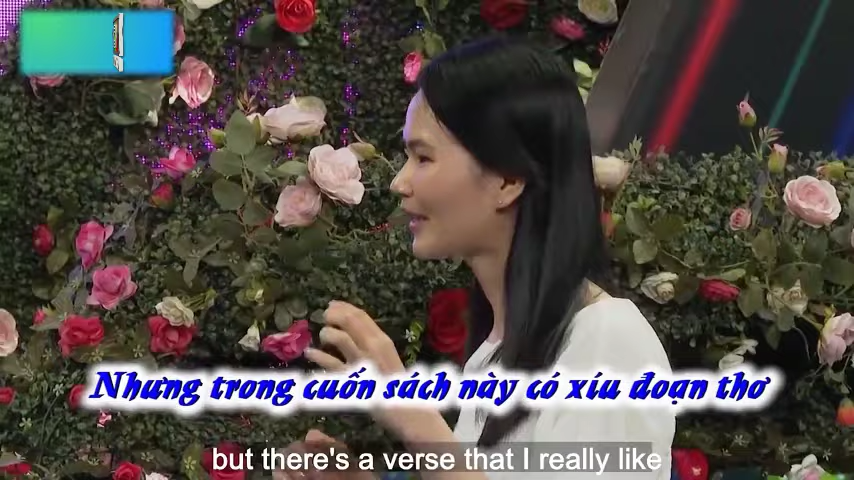 Nhưng trong cuốn sách này có xíu đoạn thơ
but there's a verse that I really like